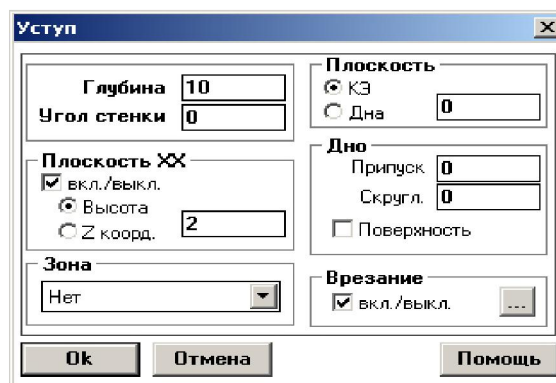 Уступ
Глубина 10
Угол стенки 0
Плоскость XX
вкл./выкл.
Высота
Z коорд.
2
Зона
Нет
Плоскость
КЭ
Дна
0
Дно
Припуск 0
Скругл. 0
Поверхность
Врезание
вкл./выкл. ...
Ok Отмена Помощь